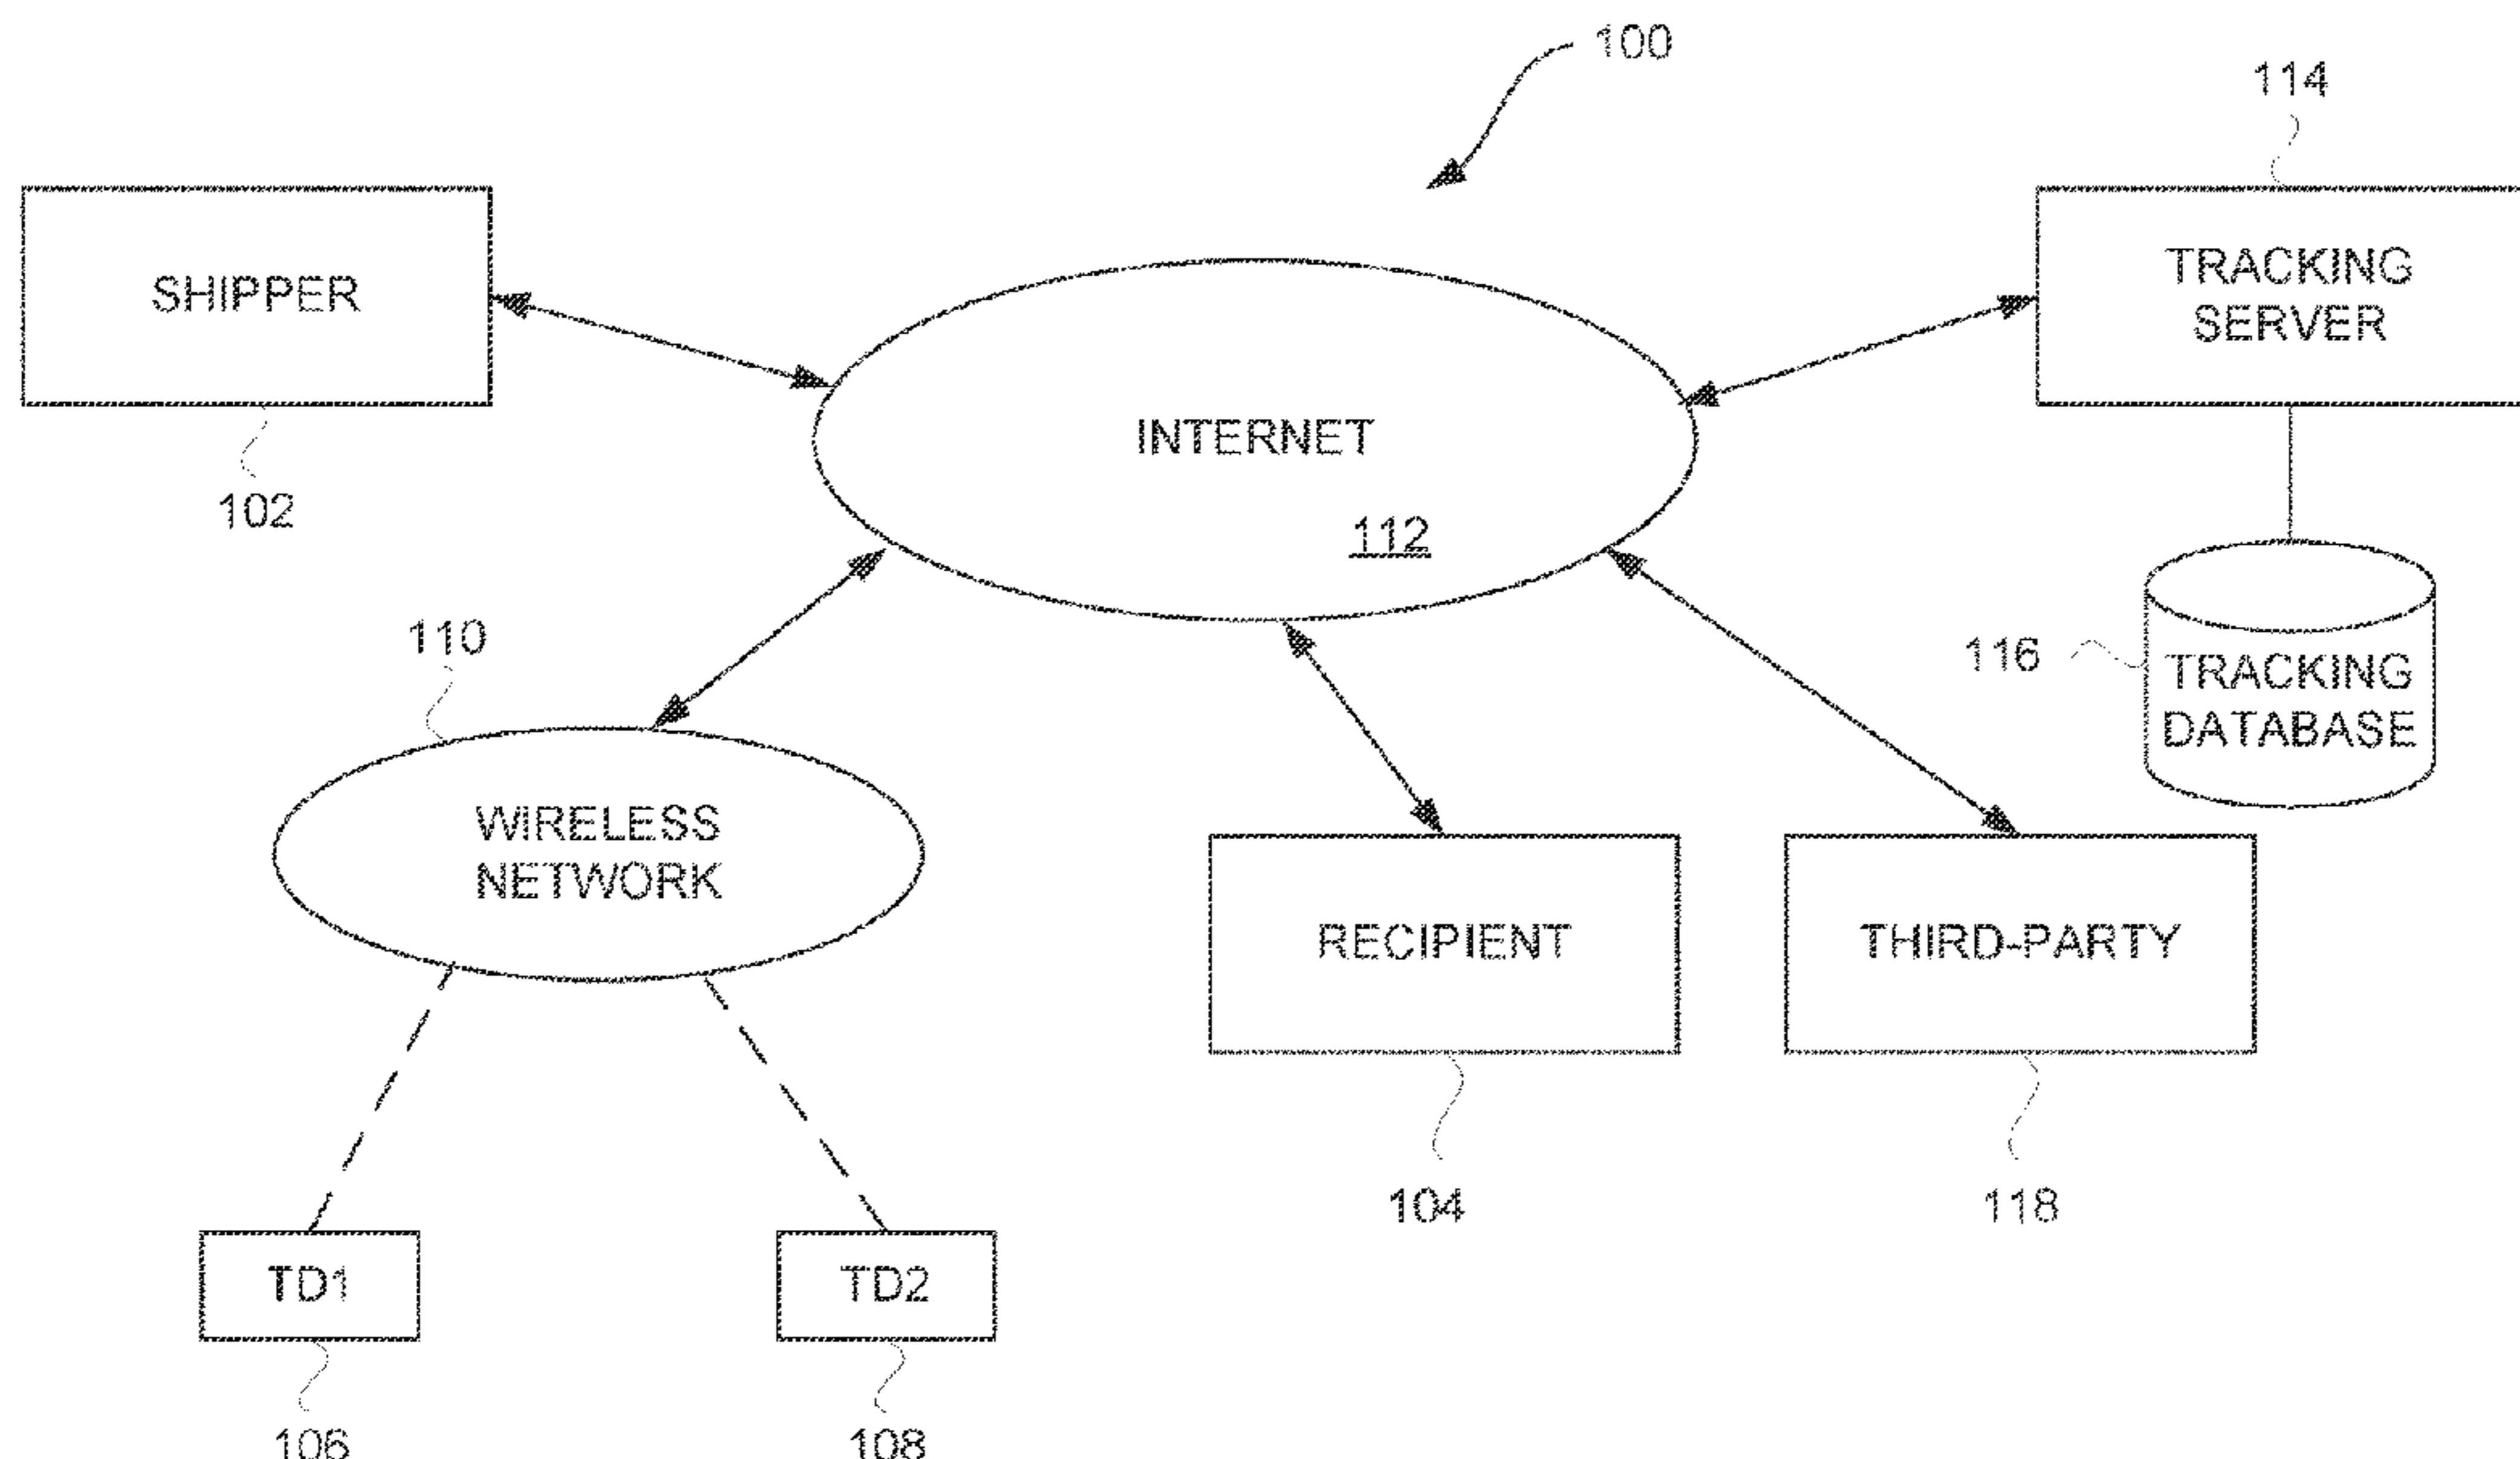 100
114
SHIPPER
TRACKING
SERVER
INTERNET
102
112
110
116
TRACKING
DATABASE
WIRELESS
NETWORK
RECIPIENT
THIRD-PARTY
104
118
TD1
TD2
106
108